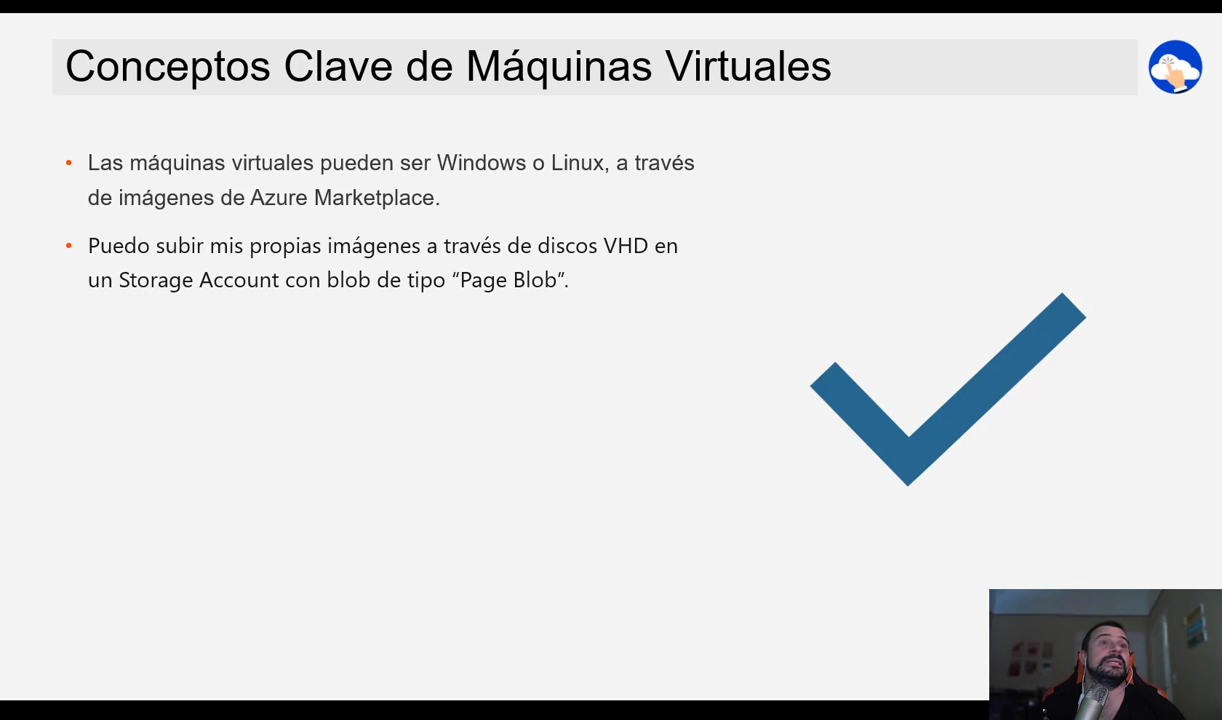 Conceptos Clave de Máquinas Virtuales
Las máquinas virtuales pueden ser Windows o Linux, a través
de imágenes de Azure Marketplace.
Puedo subir mis propias imágenes a través de discos VHD en
un Storage Account con blob de tipo “Page Blob”.